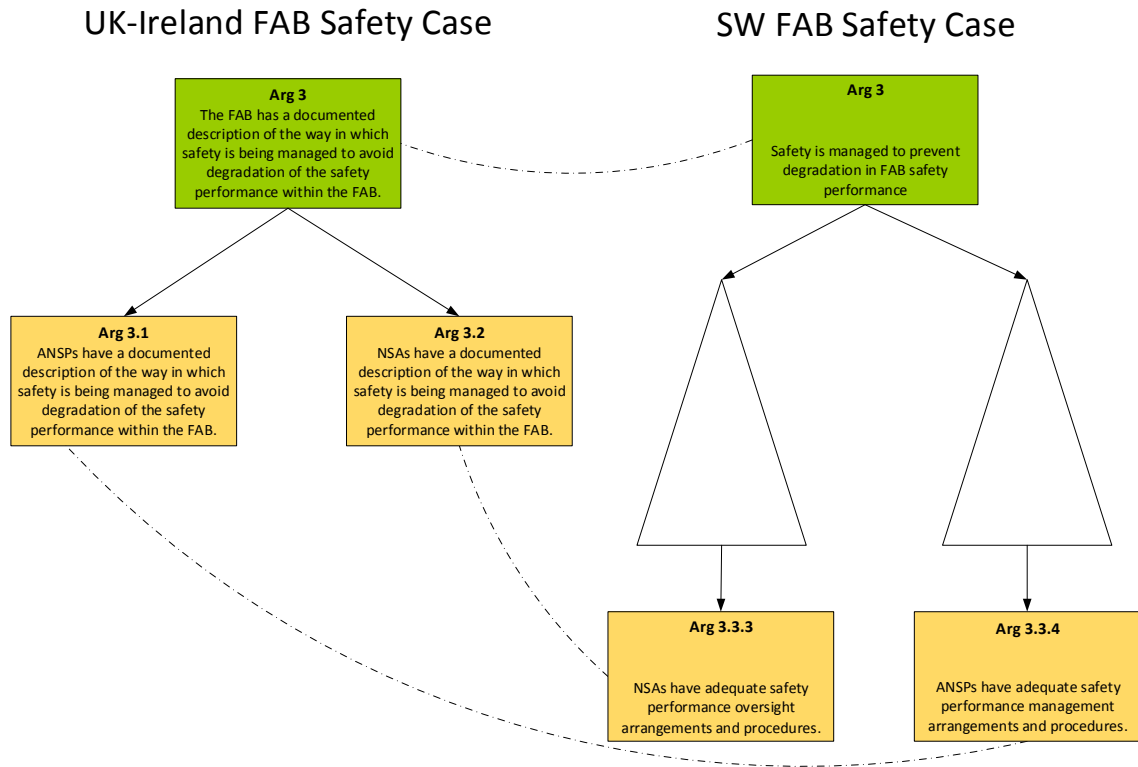 UK-Ireland FAB Safety Case
SW FAB Safety Case
Arg 3
The FAB has a documented
description of the way in which
safety is being managed to avoid
degradation of the safety
performance within the FAB.
Arg 3
Safety is managed to prevent
degradation in FAB safety
performance
Arg 3.1
ANSPs have a documented
description of the way in which
safety is being managed to avoid
degradation of the safety
performance within the FAB.
Arg 3.2
NSAs have a documented
description of the way in which
safety is being managed to avoid
degradation of the safety
performance within the FAB.
Arg 3.3.3
NSAs have adequate safety
performance oversight
arrangements and procedures.
Arg 3.3.4
ANSPs have adequate safety
performance management
arrangements and procedures.